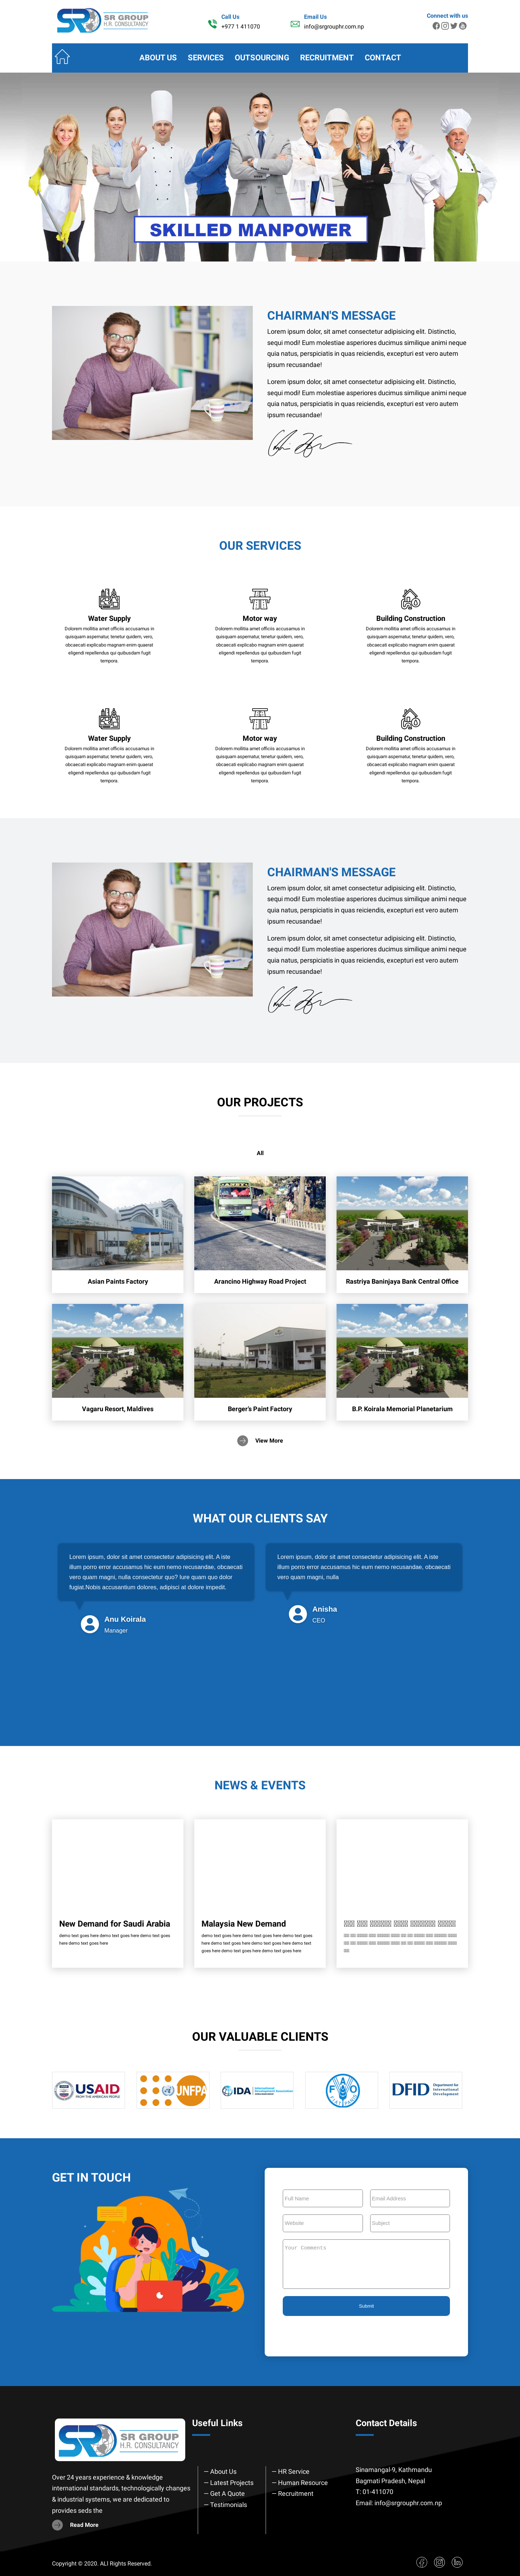 SR GROUP
H.R. CONSULTANCY
Call Us
+977 1 411070
Email Us
info@srgrouphr.com.np
Connect with us
ABOUT US SERVICES OUTSOURCING RECRUITMENT CONTACT
SKILLED MANPOWER
CHAIRMAN'S MESSAGE
Lorem ipsum dolor, sit amet consectetur adipisicing elit. Distinctio,
sequi modi! Eum molestiae asperiores ducimus similique animi neque
quia natus, perspiciatis in quas reiciendis, excepturi est vero autem
ipsum recusandae!
Lorem ipsum dolor, sit amet consectetur adipisicing elit. Distinctio,
sequi modi! Eum molestiae asperiores ducimus similique animi neque
quia natus, perspiciatis in quas reiciendis, excepturi est vero autem
ipsum recusandae!
OUR SERVICES
Water Supply
Dolorem mollitia amet officiis accusamus in
quisquam aspernatur, tenetur quidem, vero,
obcaecati explicabo magnam enim quaerat
eligendi repellendus qui quibusdam fugit
tempora.
Motor way
Dolorem mollitia amet officiis accusamus in
quisquam aspernatur, tenetur quidem, vero,
obcaecati explicabo magnam enim quaerat
eligendi repellendus qui quibusdam fugit
tempora.
Building Construction
Dolorem mollitia amet officiis accusamus in
quisquam aspernatur, tenetur quidem, vero,
obcaecati explicabo magnam enim quaerat
eligendi repellendus qui quibusdam fugit
tempora.
Water Supply
Dolorem mollitia amet officiis accusamus in
quisquam aspernatur, tenetur quidem, vero,
obcaecati explicabo magnam enim quaerat
eligendi repellendus qui quibusdam fugit
tempora.
Motor way
Dolorem mollitia amet officiis accusamus in
quisquam aspernatur, tenetur quidem, vero,
obcaecati explicabo magnam enim quaerat
eligendi repellendus qui quibusdam fugit
tempora.
Building Construction
Dolorem mollitia amet officiis accusamus in
quisquam aspernatur, tenetur quidem, vero,
obcaecati explicabo magnam enim quaerat
eligendi repellendus qui quibusdam fugit
tempora.
CHAIRMAN'S MESSAGE
Lorem ipsum dolor, sit amet consectetur adipisicing elit. Distinctio,
sequi modi! Eum molestiae asperiores ducimus similique animi neque
quia natus, perspiciatis in quas reiciendis, excepturi est vero autem
ipsum recusandae!
Lorem ipsum dolor, sit amet consectetur adipisicing elit. Distinctio,
sequi modi! Eum molestiae asperiores ducimus similique animi neque
quia natus, perspiciatis in quas reiciendis, excepturi est vero autem
ipsum recusandae!
OUR PROJECTS
All
Asian Paints Factory
Arancino Highway Road Project
Rastriya Baninjaya Bank Central Office
Vagaru Resort, Maldives
Berger's Paint Factory
B.P. Koirala Memorial Planetarium
View More
WHAT OUR CLIENTS SAY
Lorem ipsum, dolor sit amet consectetur adipisicing elit. A iste
illum porro error accusamus hic eum nemo recusandae, obcaecati
vero quam magni, nulla consectetur quo? Iure quam quo dolor
fugiat.Nobis accusantium dolores, adipisci at dolore impedit.
Anu Koirala
Manager
Lorem ipsum, dolor sit amet consectetur adipisicing elit. A iste
illum porro error accusamus hic eum nemo recusandae, obcaecati
vero quam magni, nulla
Anisha
CEO
NEWS & EVENTS
New Demand for Saudi Arabia
demo text goes here demo text goes here demo text goes
here demo text goes here
Malaysia New Demand
demo text goes here demo text goes here demo text goes
here demo text goes here demo text goes here demo text
goes here demo text goes here demo text goes here
OUR VALUABLE CLIENTS
USAID
FROM THE AMERICAN PEOPLE
UNFPA
IDA International Development Association
FAO
FIAT PANIS
DFID Department for International Development
GET IN TOUCH
Full Name
Email Address
Website
Subject
Your Comments
Submit
SR GROUP
H.R. CONSULTANCY
Over 24 years experience & knowledge
international standards, technologically changes
& industrial systems, we are dedicated to
provides seds the
Read More
Useful Links
— About Us
— Latest Projects
— Get A Quote
— Testimonials
— HR Service
— Human Resource
— Recruitment
Contact Details
Sinamangal-9, Kathmandu
Bagmati Pradesh, Nepal
T: 01-411070
Email: info@srgrouphr.com.np
Copyright © 2020. ALl Rights Reserved.